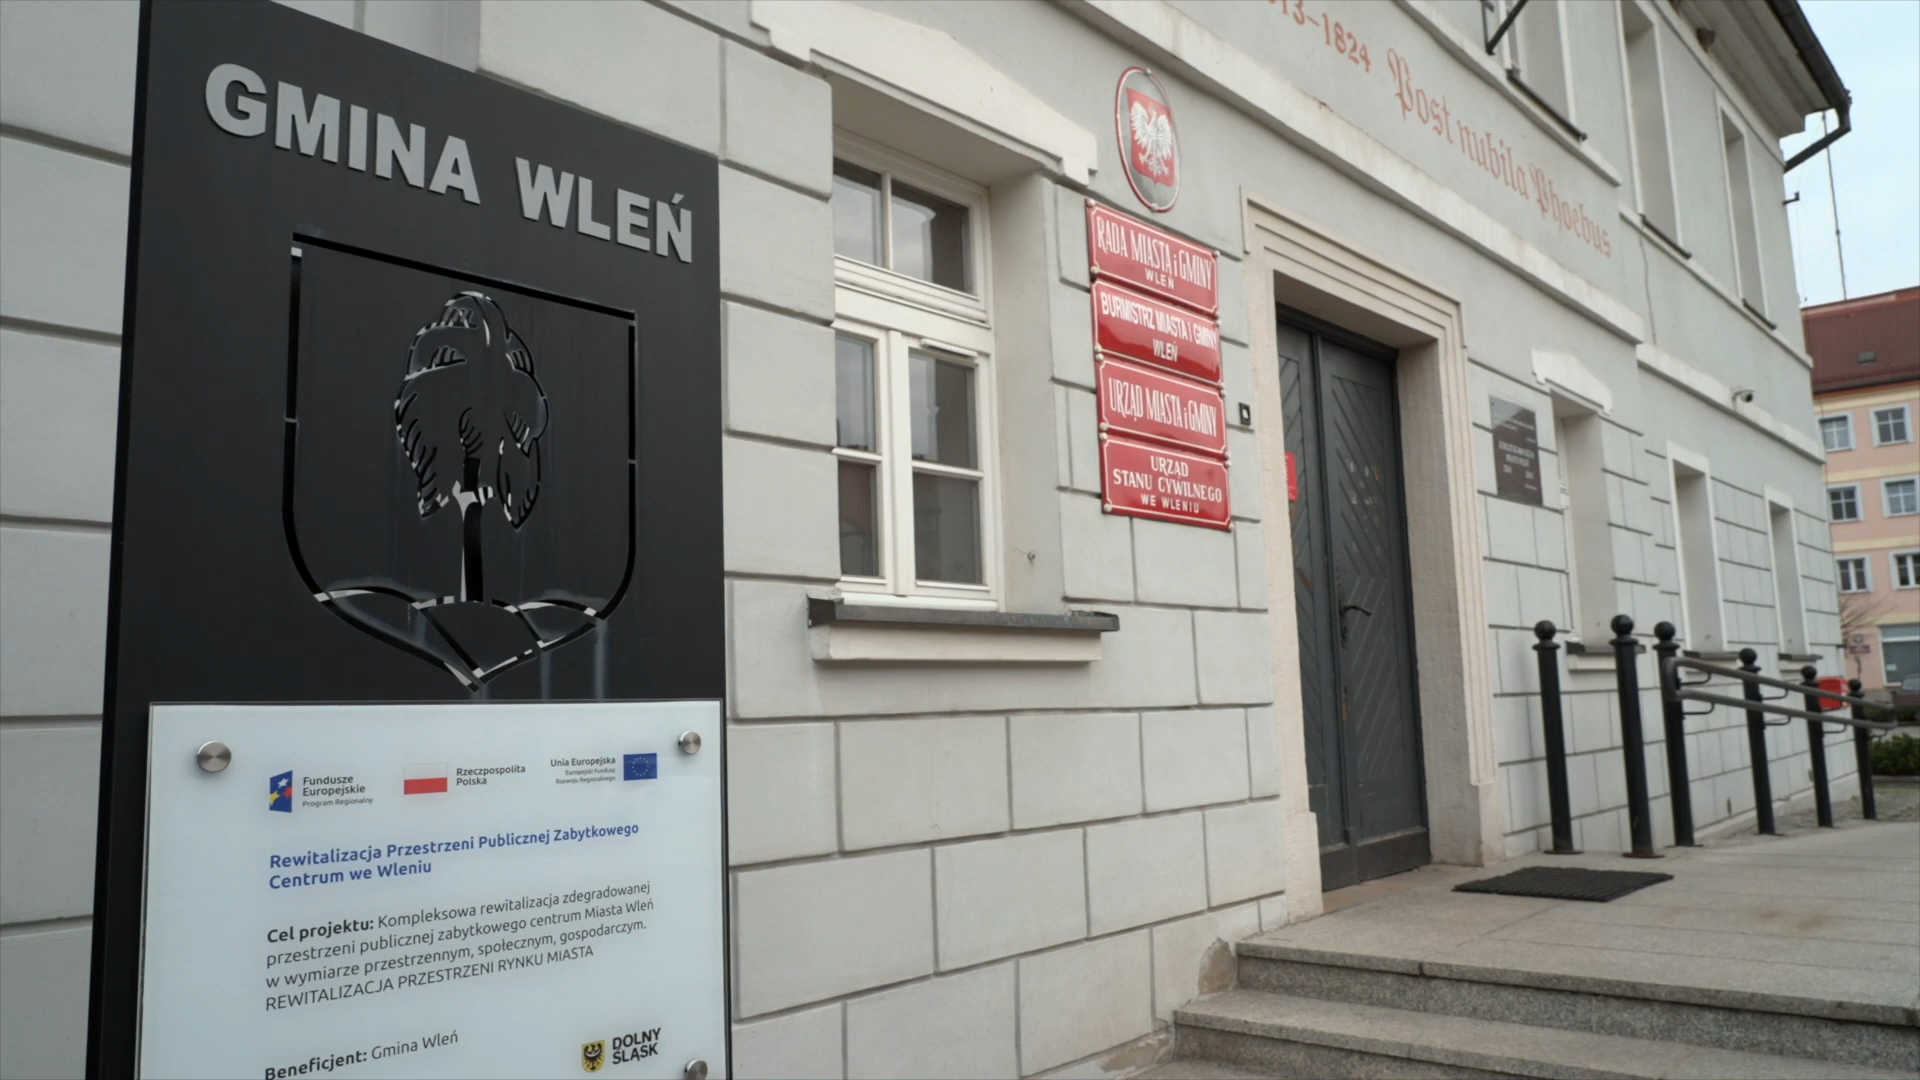 GMINA WLEŃ
Fundusze
Europejskie
Program Regionalny
Rzeczpospolita
Polska
Unia Europejska
Europejski Fundusz
Rozwoju Regionalnego
Rewitalizacja Przestrzeni Publicznej Zabytkowego
Centrum we Wleniu
Cel projektu: Kompleksowa rewitalizacja zdegradowanej
przestrzeni publicznej zabytkowego centrum Miasta Wleń
w wymiarze przestrzennym, społecznym, gospodarczym.
REWITALIZACJA PRZESTRZENI RYNKU MIASTA
Beneficjent: Gmina Wleń
DOLNY
ŚLĄSK
RADA MIASTA i GMINY
WLEŃ
BURMISTRZ MIASTA I GMINY
WLEŃ
URZĄD MIASTA i GMINY
URZĄD
STANU CYWILNEGO
WE WLENIU
13–1824 Post nubila Phoebus